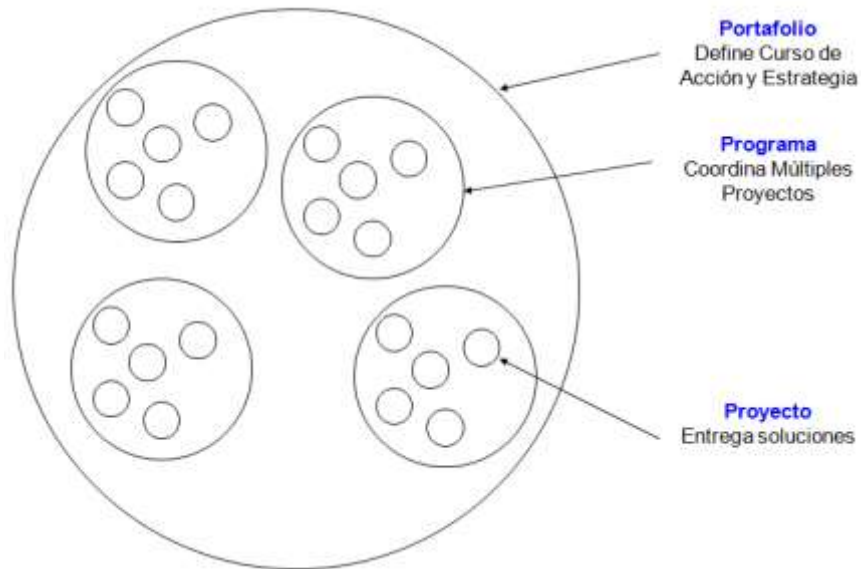 Portafolio
Define Curso de
Acción y Estrategia
Programa
Coordina Múltiples
Proyectos
Proyecto
Entrega soluciones